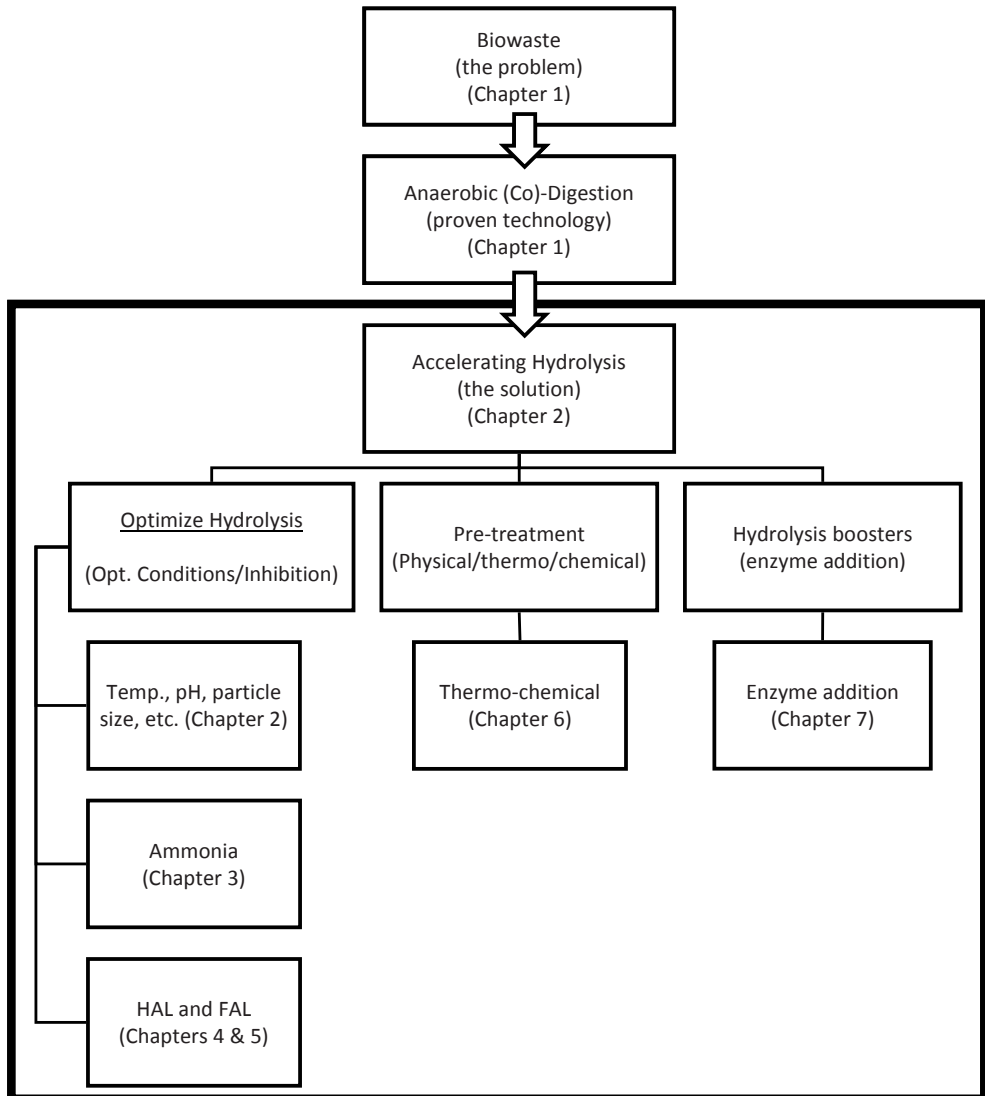 Biowaste
(the problem)
(Chapter 1)
Anaerobic (Co)-Digestion
(proven technology)
(Chapter 1)
Accelerating Hydrolysis
(the solution)
(Chapter 2)
Optimize Hydrolysis
(Opt. Conditions/Inhibition)
Pre-treatment
(Physical/thermo/chemical)
Hydrolysis boosters
(enzyme addition)
Temp., pH, particle
size, etc. (Chapter 2)
Thermo-chemical
(Chapter 6)
Enzyme addition
(Chapter 7)
Ammonia
(Chapter 3)
HAL and FAL
(Chapters 4 & 5)